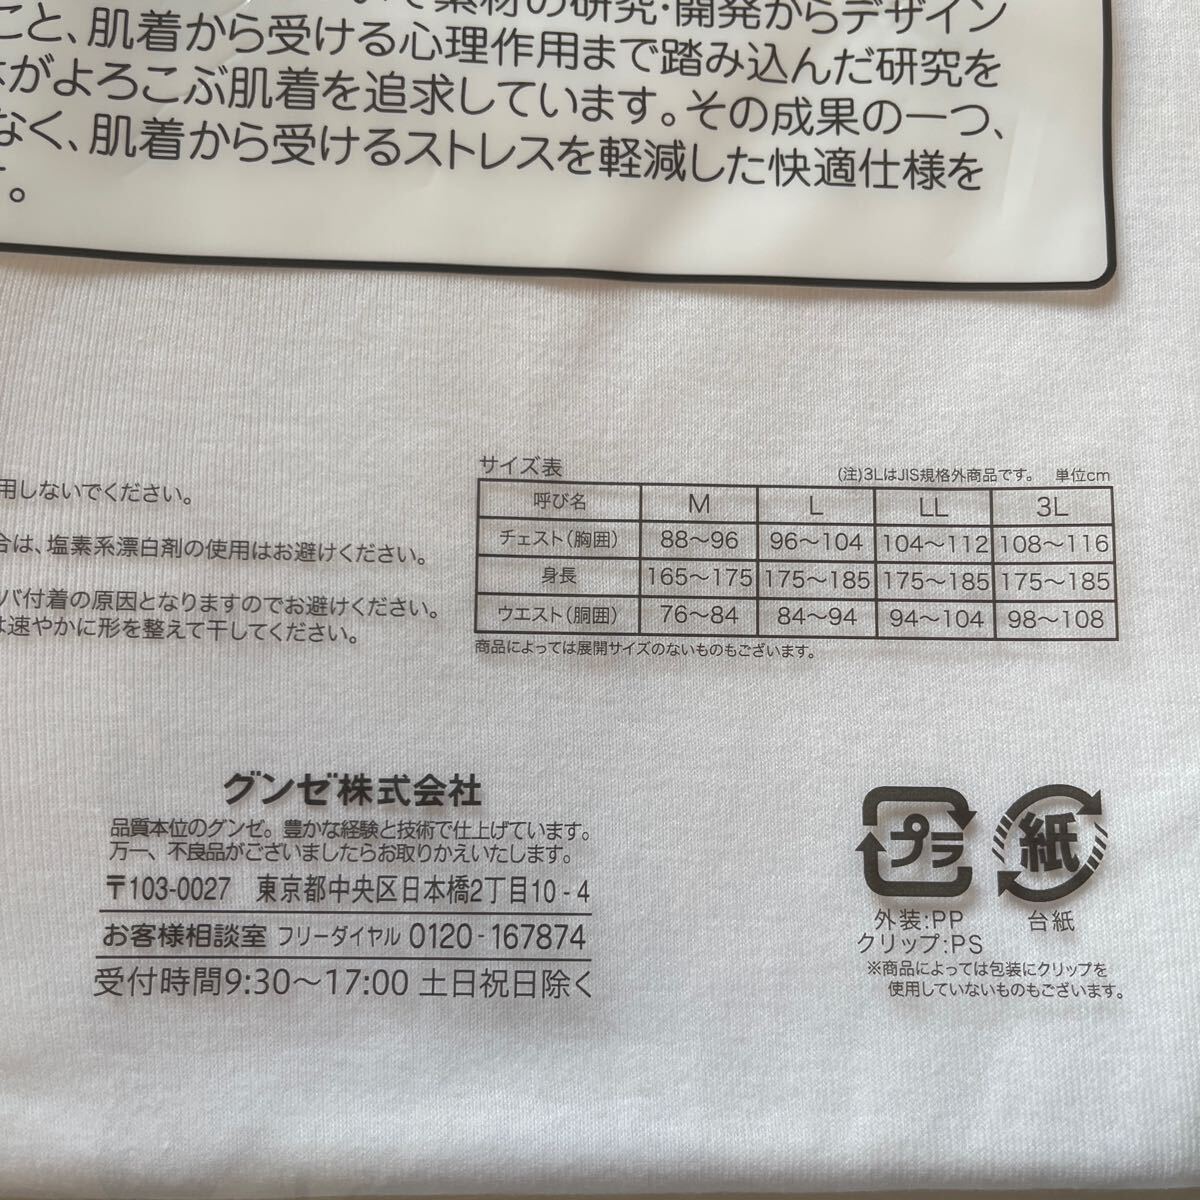 素材の研究・開発からデザイン
こと、肌着から受ける心理作用まで踏み込んだ研究を
がよろこぶ肌着を追求しています。その成果の一つ、
なく、肌着から受けるストレスを軽減した快適仕様を
す。
用しないでください。
合は、塩素系漂白剤の使用はお避けください。
バ付着の原因となりますのでお避けください。
は速やかに形を整えて干してください。
サイズ表 (注)3LはJIS規格外商品です。 単位cm
呼び名 M L LL 3L
チェスト(胸囲) 88〜96 96〜104 104〜112 108〜116
身長 165〜175 175〜185 175〜185 175〜185
ウエスト(胴囲) 76〜84 84〜94 94〜104 98〜108
商品によっては展開サイズのないものもございます。
グンゼ株式会社
品質本位のグンゼ。豊かな経験と技術で仕上げています。
万一、不良品がございましたらお取りかえいたします。
〒103-0027 東京都中央区日本橋2丁目10-4
お客様相談室 フリーダイヤル 0120-167874
受付時間9:30〜17:00 土日祝日除く
プラ
外装:PP
クリップ:PS
紙
台紙
※商品によっては包装にクリップを
使用していないものもございます。